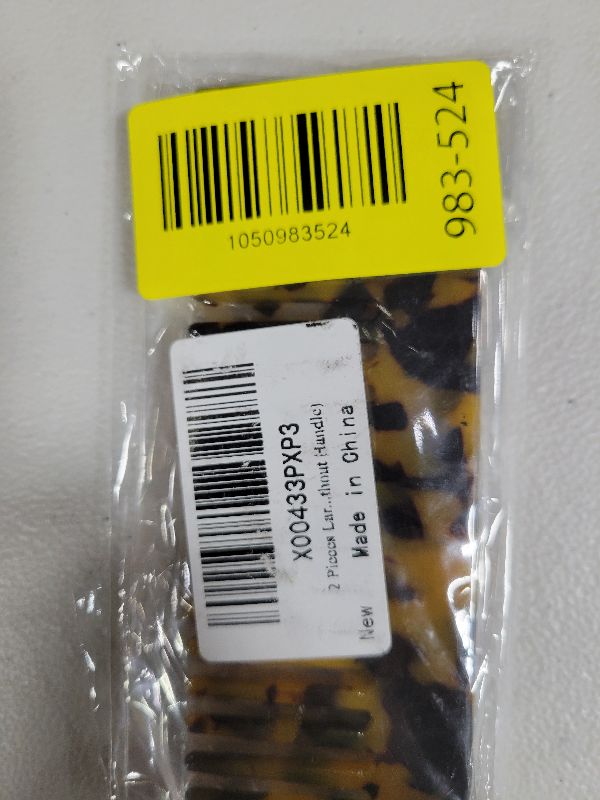 1050983524
983-524
X00433PXP3
2 Pieces Lar...thout Handle)
New
Made in China